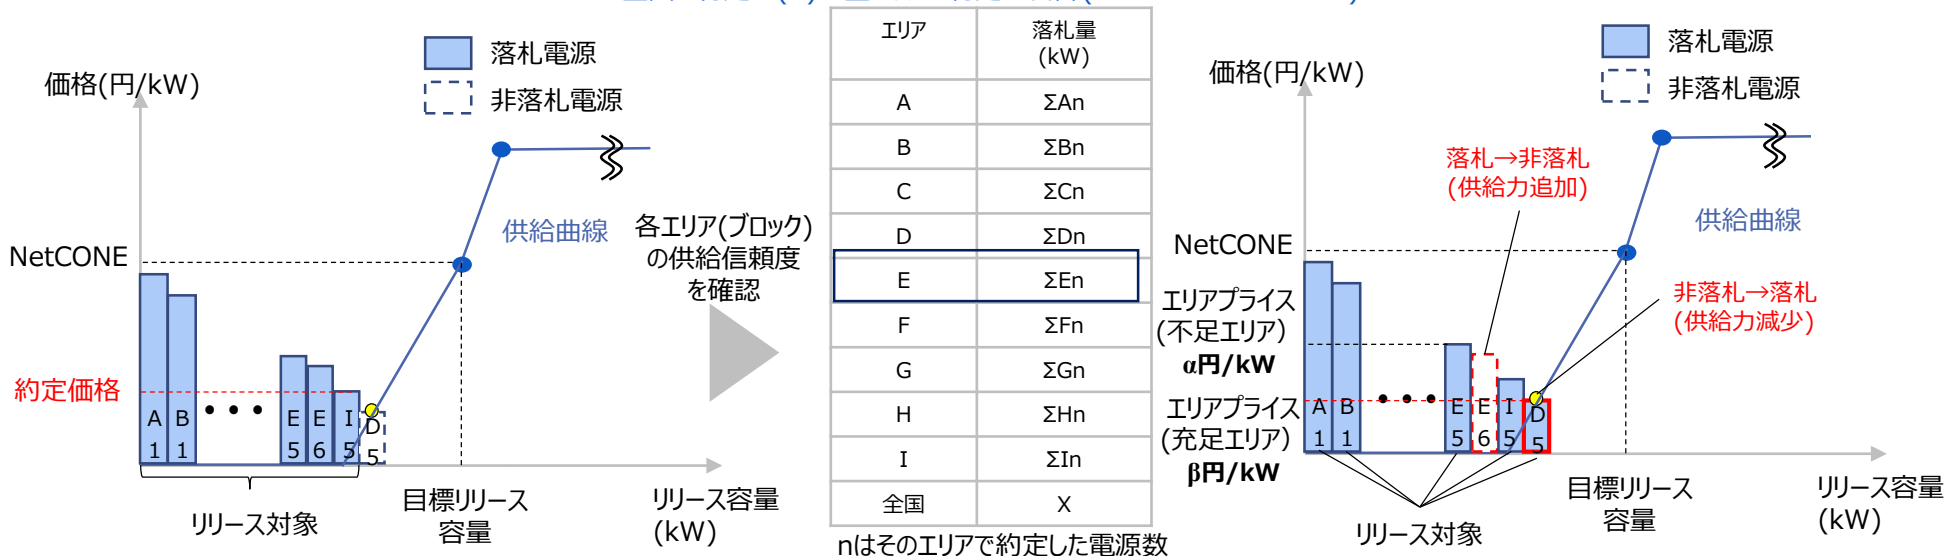 落札電源
非落札電源
価格(円/kW)
供給曲線
NetCONE
約定価格
A
1
B
1
E
5
E
6
I
5
D
5
リリース対象
目標リリース
容量
リリース容量
(kW)
各エリア(ブロック)
の供給信頼度
を確認
エリア 落札量
(kW)
A ΣAn
B ΣBn
C ΣCn
D ΣDn
E ΣEn
F ΣFn
G ΣGn
H ΣHn
I ΣIn
全国 X
nはそのエリアで約定した電源数
落札電源
非落札電源
価格(円/kW)
落札→非落札
(供給力追加)
供給曲線
NetCONE
非落札→落札
(供給力減少)
エリアプライス
(不足エリア)
α円/kW
エリアプライス
(充足エリア)
β円/kW
A
1
B
1
E
5
E
6
I
5
D
5
リリース対象
目標リリース
容量
リリース容量
(kW)